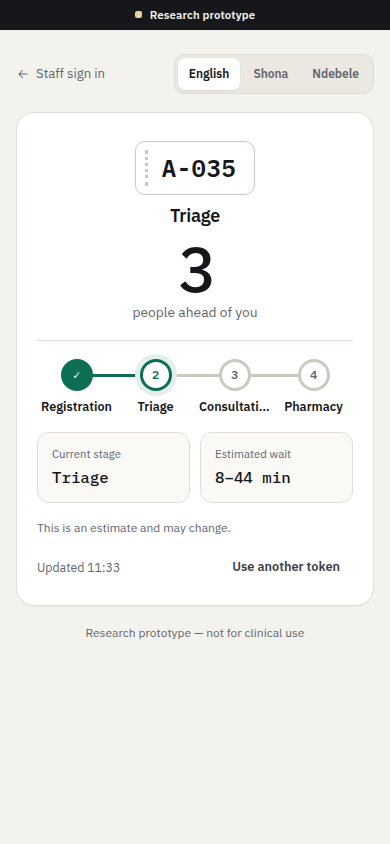 Research prototype
← Staff sign in
English Shona Ndebele
A-035
Triage
3
people ahead of you
✓ 2 3 4
Registration Triage Consultati... Pharmacy
Current stage Estimated wait
Triage 8–44 min
This is an estimate and may change.
Updated 11:33 Use another token
Research prototype — not for clinical use